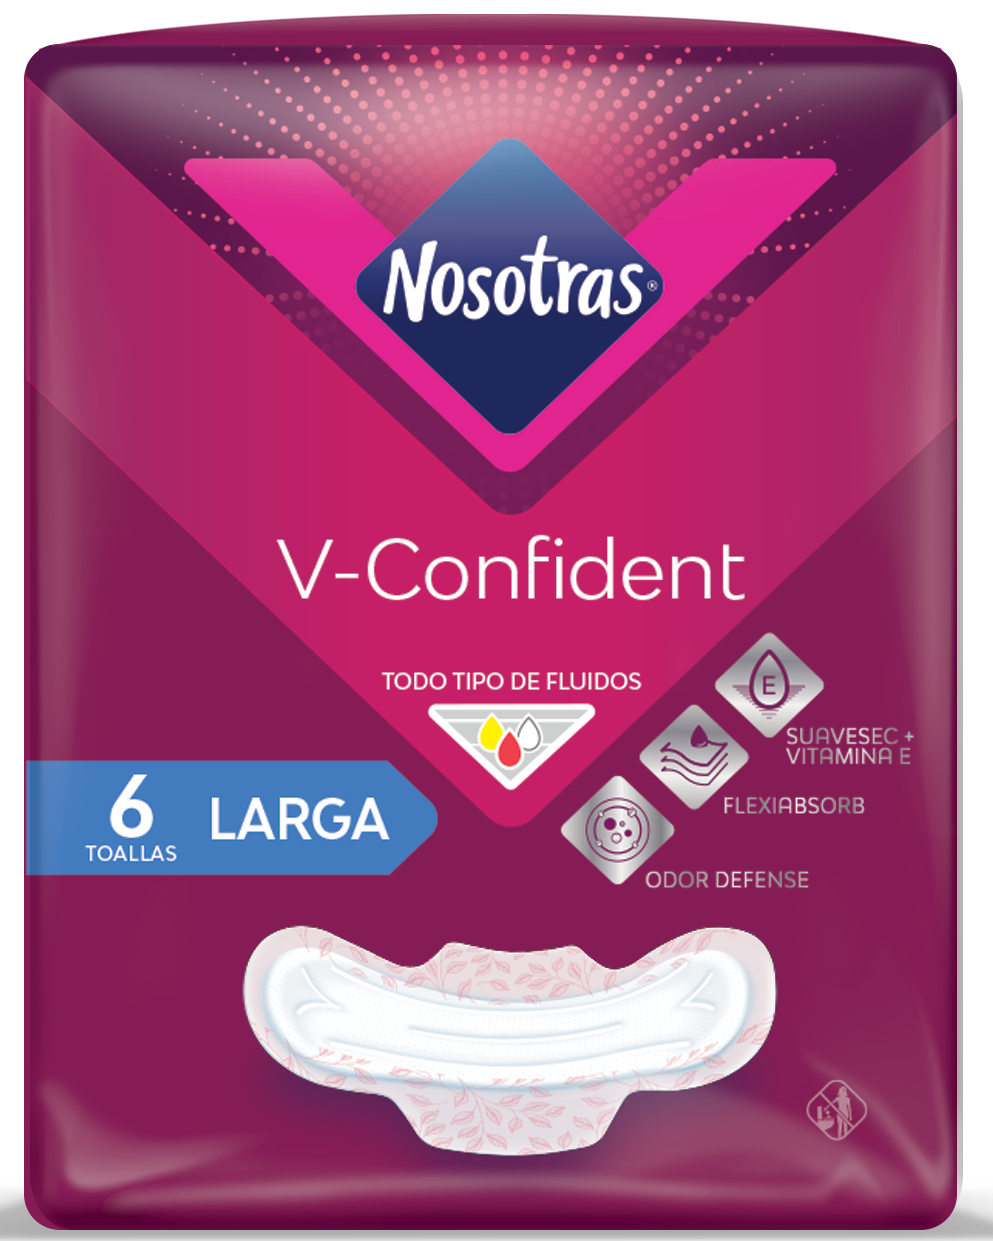 Nosotras®
V-Confident
TODO TIPO DE FLUIDOS
E
SUAVESEC +
VITAMINA E
FLEXIABSORB
ODOR DEFENSE
6
TOALLAS
LARGA